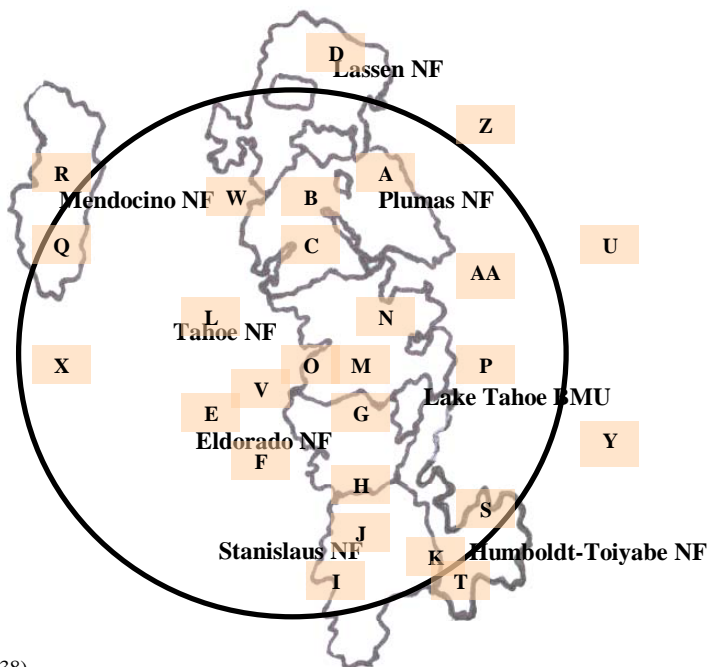 D
Lassen NF
Z
R
A
Mendocino NF
W
B
Plumas NF
Q
C
U
AA
L
N
Tahoe NF
X
O
M
P
V
Lake Tahoe BMU
E
G
Eldorado NF
Y
F
H
S
J
Stanislaus NF
K
Humboldt-Toiyabe NF
I
T
38)